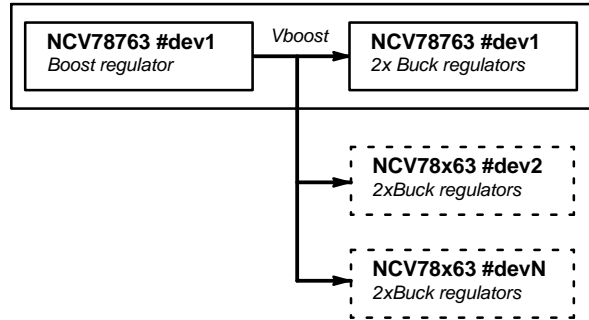 NCV78763 #dev1
Boost regulator
Vboost
NCV78763 #dev1
2x Buck regulators
NCV78x63 #dev2
2xBuck regulators
NCV78x63 #devN
2xBuck regulators